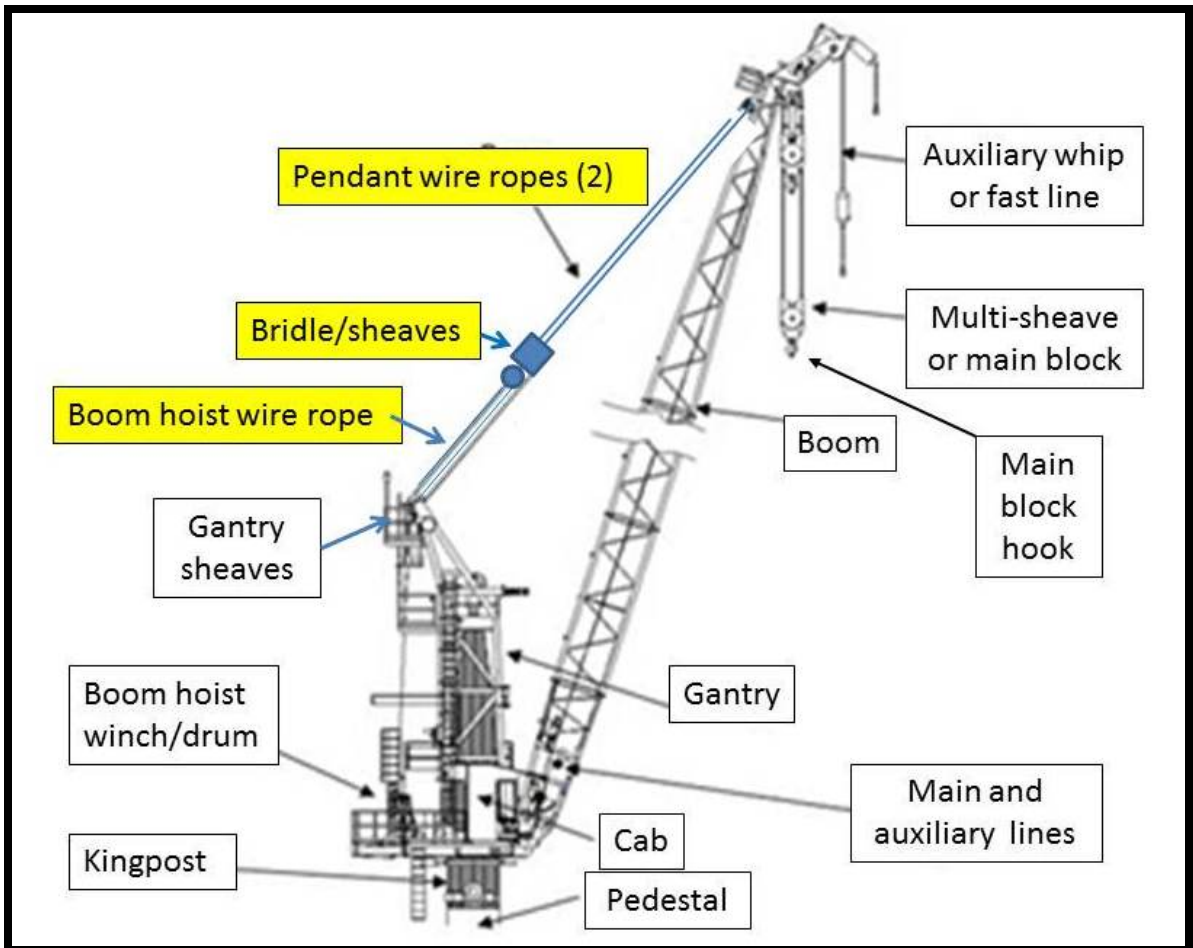 Pendant wire ropes (2)
Auxiliary whip
or fast line
Bridle/sheaves
Multi-sheave
or main block
Boom hoist wire rope
Boom
Main
block
hook
Gantry
sheaves
Boom hoist
winch/drum
Gantry
Main and
auxiliary lines
Cab
Kingpost
Pedestal